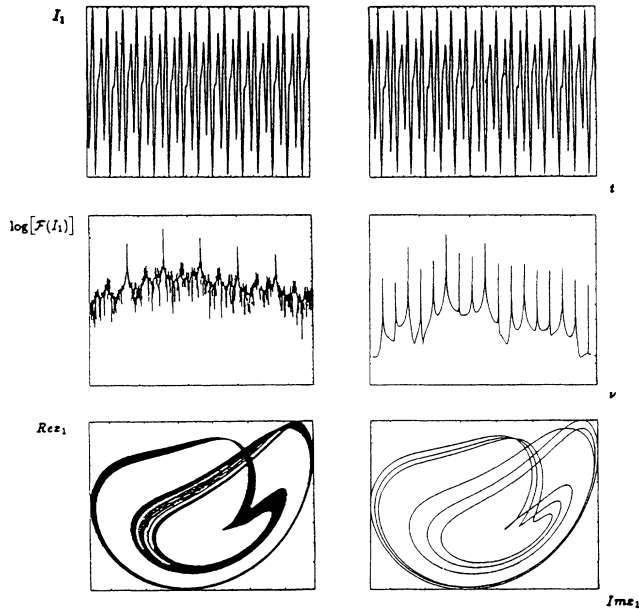 I₁
t
log[𝓕(I₁)]
ν
Rez₁
Imz₁